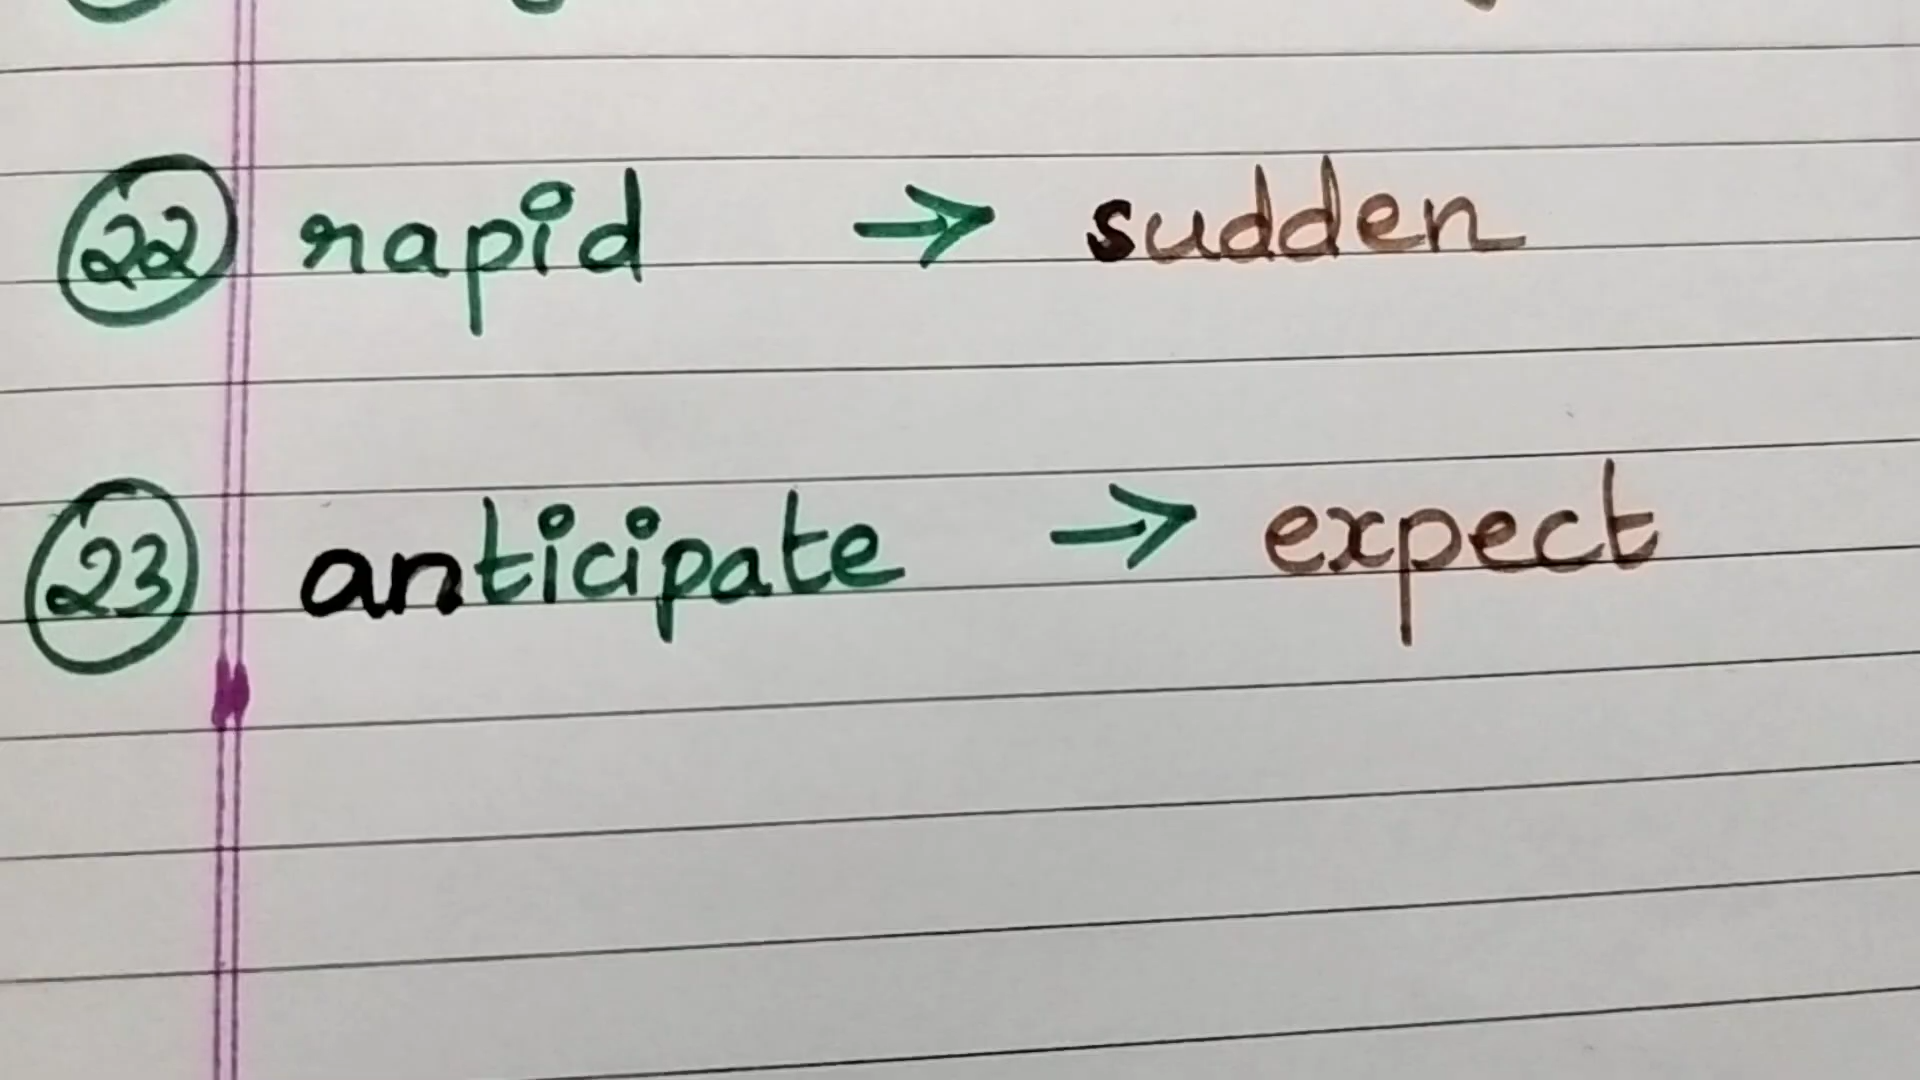 22 rapid → sudden
23 anticipate → expect